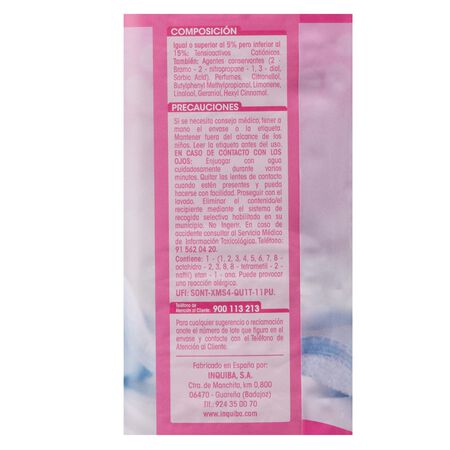 COMPOSICIÓN
Igual o superior al 5% pero inferior al
15%: Tensioactivos Catiónicos.
También: Agentes conservantes (2 -
Bromo - 2 - nitropropane - 1, 3 - diol,
Sorbic Acid), Perfumes, Citronellol,
Butylphenyl Methylpropional, Limonene,
Linalool, Geraniol, Hexyl Cinnamal.
PRECAUCIONES
Si se necesita consejo médico, tener a
mano el envase o la etiqueta.
Mantener fuera del alcance de los
niños. Leer la etiqueta antes del uso.
EN CASO DE CONTACTO CON LOS
OJOS: Enjuagar con agua
cuidadosamente durante varios
minutos. Quitar las lentes de contacto
cuando estén presentes y pueda
hacerse con facilidad. Proseguir con el
lavado. Eliminar el contenido/el
recipiente mediante el sistema de
recogida selectiva habilitado en su
municipio. No Ingerir. En caso de
accidente consultar al Servicio Médico
de Información Toxicológica. Teléfono:
91 562 04 20.
Contiene: 1 - (1, 2, 3, 4, 5, 6, 7, 8 -
octahidro - 2, 3, 8, 8 - tetrametil - 2 -
naftil) etan - 1 - ona. Puede provocar
una reacción alérgica.
UFI: S0NT-XMS4-QU1T-11PU.
Teléfono de
Atención al Cliente: 900 113 213
Para cualquier sugerencia o reclamación
anote el número de lote que figura en el
envase y contacte con el Teléfono de
Atención al Cliente.
Fabricado en España por:
INQUIBA, S.A.
Ctra. de Manchita, km 0,800
06470 - Guareña (Badajoz)
Tlf.: 924 35 00 70
www.inquiba.com